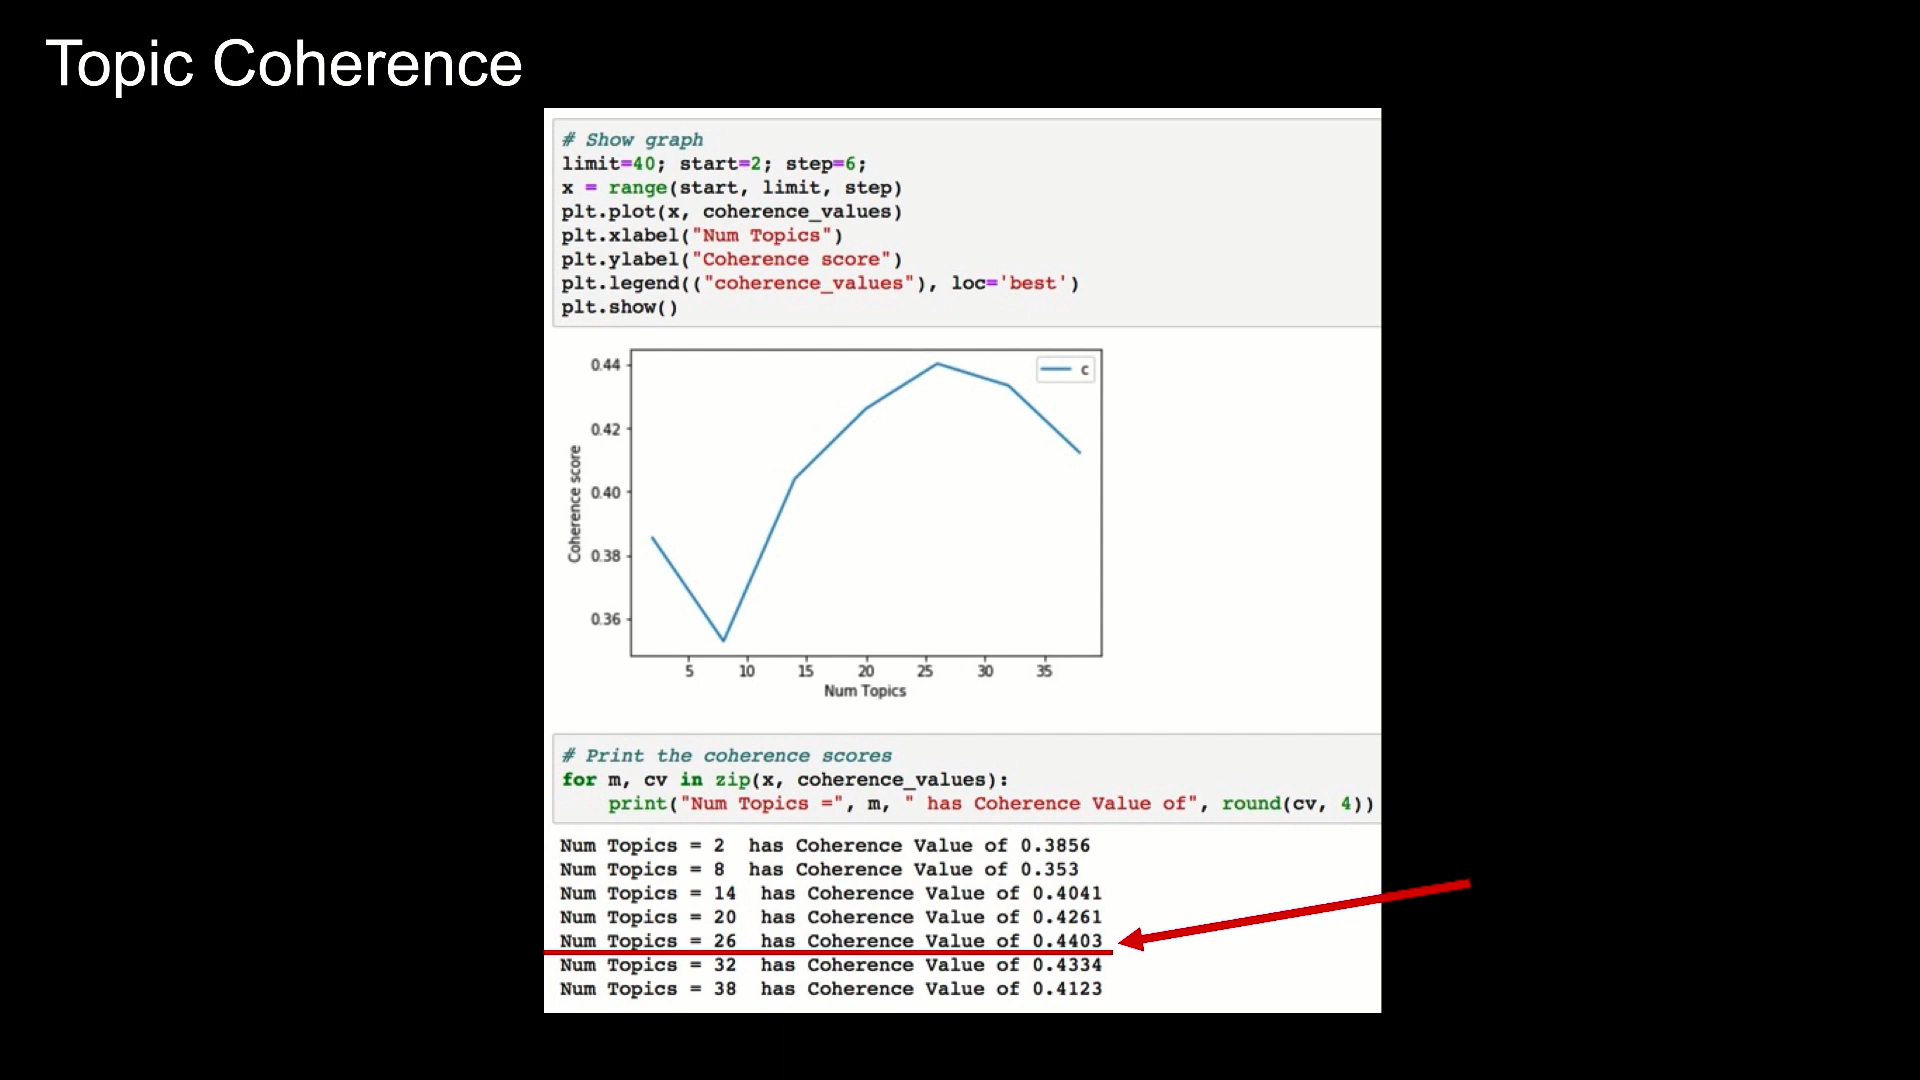 Topic Coherence
# Show graph
limit=40; start=2; step=6;
x = range(start, limit, step)
plt.plot(x, coherence_values)
plt.xlabel("Num Topics")
plt.ylabel("Coherence score")
plt.legend(("coherence_values"), loc='best')
plt.show()
0.44
0.42
0.40
0.38
0.36
Coherence score
c
5 10 15 20 25 30 35
Num Topics
# Print the coherence scores
for m, cv in zip(x, coherence_values):
    print("Num Topics =", m, " has Coherence Value of", round(cv, 4))
Num Topics = 2  has Coherence Value of 0.3856
Num Topics = 8  has Coherence Value of 0.353
Num Topics = 14  has Coherence Value of 0.4041
Num Topics = 20  has Coherence Value of 0.4261
Num Topics = 26  has Coherence Value of 0.4403
Num Topics = 32  has Coherence Value of 0.4334
Num Topics = 38  has Coherence Value of 0.4123